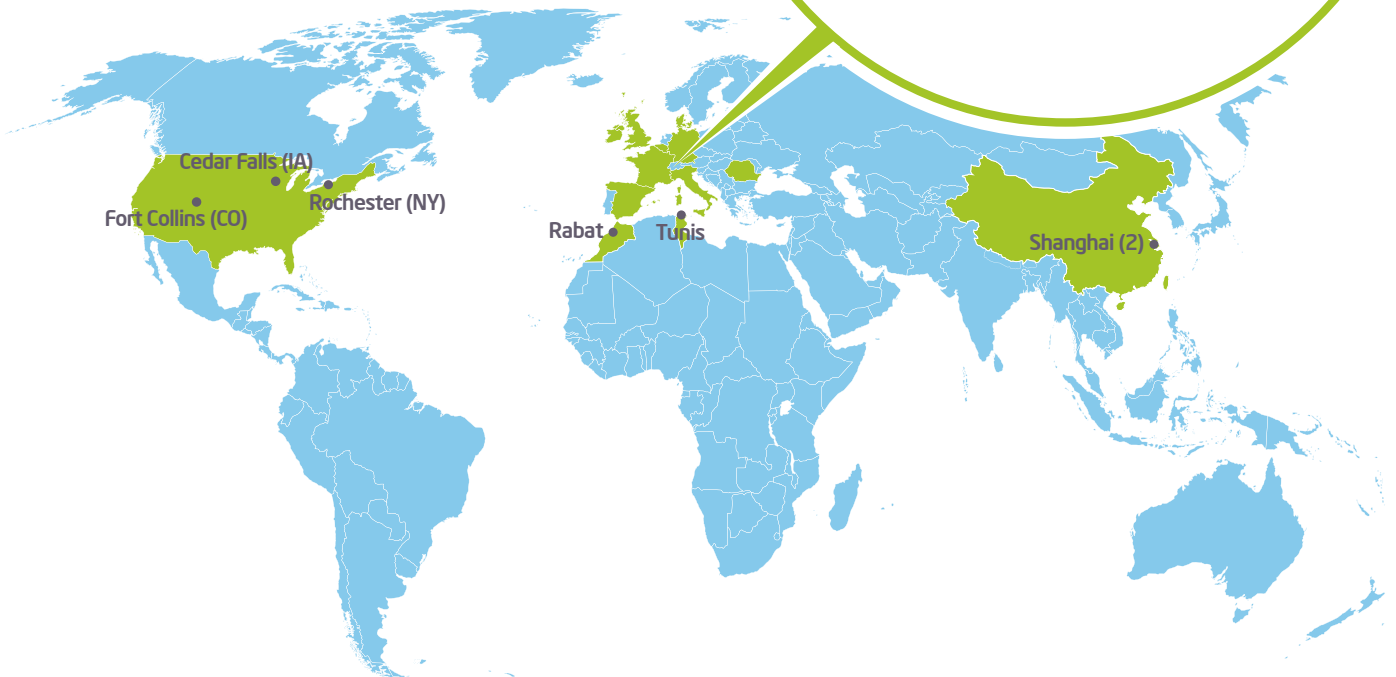 Cedar Falls (IA)
Rochester (NY)
Fort Collins (CO)
Rabat
Tunis
Shanghai (2)